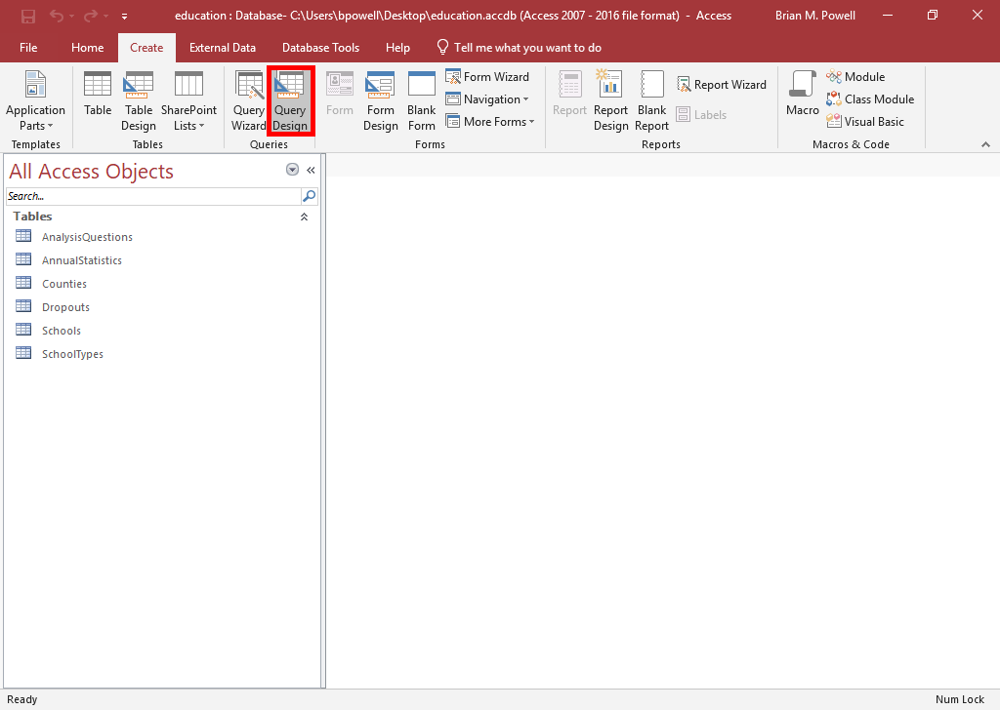 education : Database- C:\Users\bpowell\Desktop\education.accdb (Access 2007 - 2016 file format) - Access
Brian M. Powell
File Home Create External Data Database Tools Help Tell me what you want to do
Application
Parts
Templates
Table
Table
Design
SharePoint
Lists
Tables
Query
Wizard
Query
Design
Queries
Form
Form
Design
Blank
Form
Form Wizard
Navigation
More Forms
Forms
Report
Report
Design
Blank
Report
Report Wizard
Labels
Reports
Macro
Module
Class Module
Visual Basic
Macros & Code
All Access Objects
Search...
Tables
AnalysisQuestions
AnnualStatistics
Counties
Dropouts
Schools
SchoolTypes
Ready
Num Lock